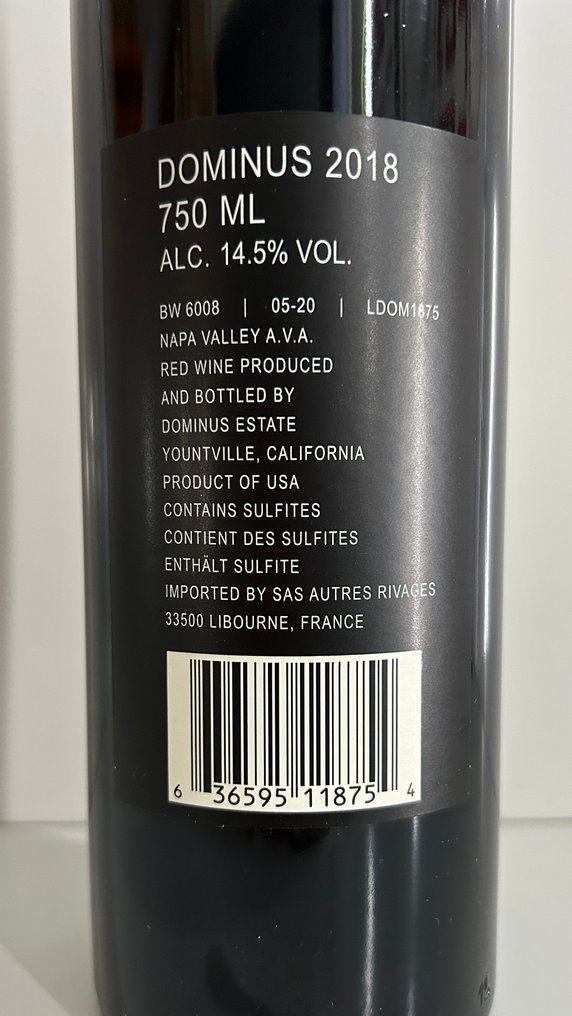 DOMINUS 2018
750 ML
ALC. 14.5% VOL.
BW 6008 | 05-20 | LDOM1875
NAPA VALLEY A.V.A.
RED WINE PRODUCED
AND BOTTLED BY
DOMINUS ESTATE
YOUNTVILLE, CALIFORNIA
PRODUCT OF USA
CONTAINS SULFITES
CONTIENT DES SULFITES
ENTHÄLT SULFITE
IMPORTED BY SAS AUTRES RIVAGES
33500 LIBOURNE, FRANCE
6 36595 11875 4